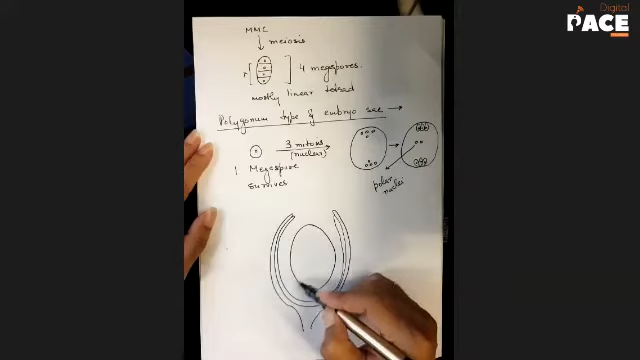 Digital
PACE
MMC
meiosis
4 megspores.
mostly linear tetrad
Polygonum type of embryo sac
3 mitosis
(nuclear)
1 Megaspore
survives
polar
nuclei